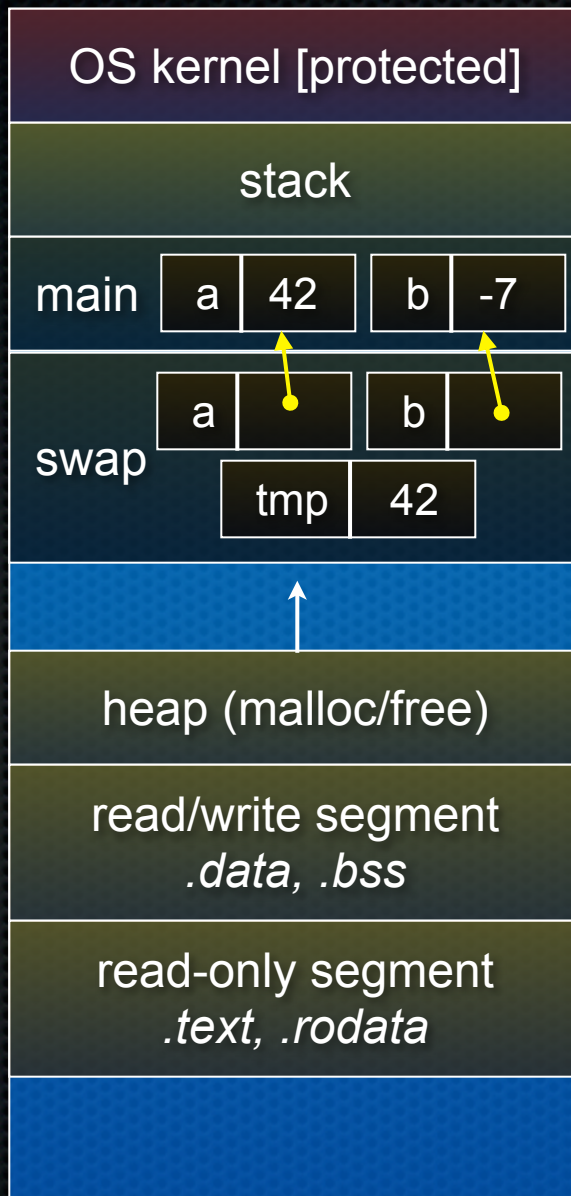 OS kernel [protected]
stack
main a 42 b -7
a b
swap
tmp 42
heap (malloc/free)
read/write segment
.data, .bss
read-only segment
.text, .rodata